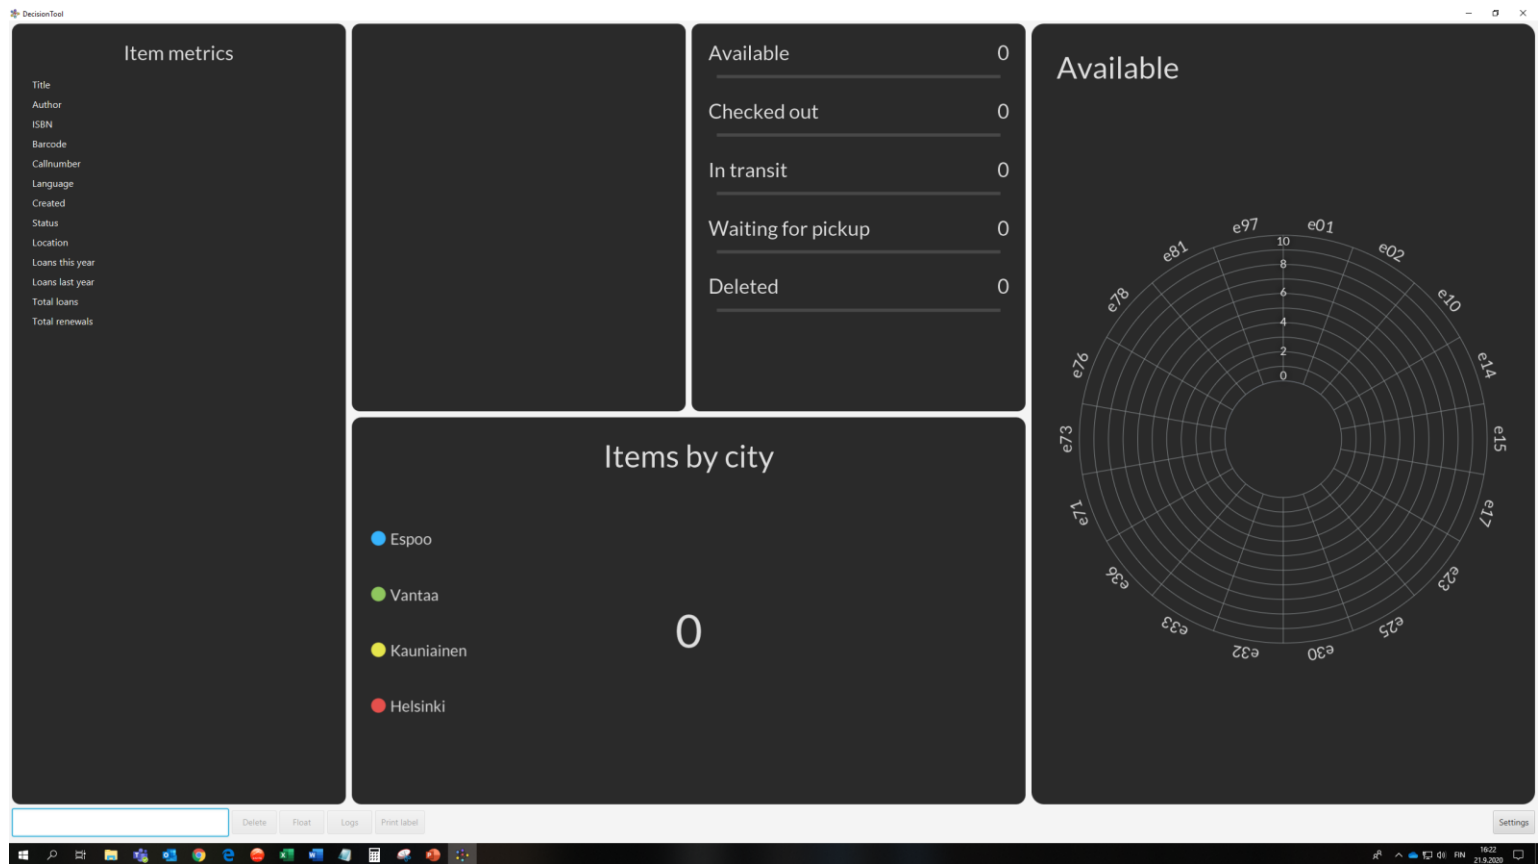 DecisionTool
Item metrics
Title
Author
ISBN
Barcode
Callnumber
Language
Created
Status
Location
Loans this year
Loans last year
Total loans
Total renewals
Available 0
Checked out 0
In transit 0
Waiting for pickup 0
Deleted 0
Items by city
Espoo
Vantaa
Kauniainen
Helsinki
0
Available
e01
e02
e10
e14
e15
e17
e23
e25
e30
e32
e33
e36
e71
e73
e76
e78
e81
e97
10
8
6
4
2
0
Delete Float Logs Print label Settings
FIN 16:22
21.9.2020